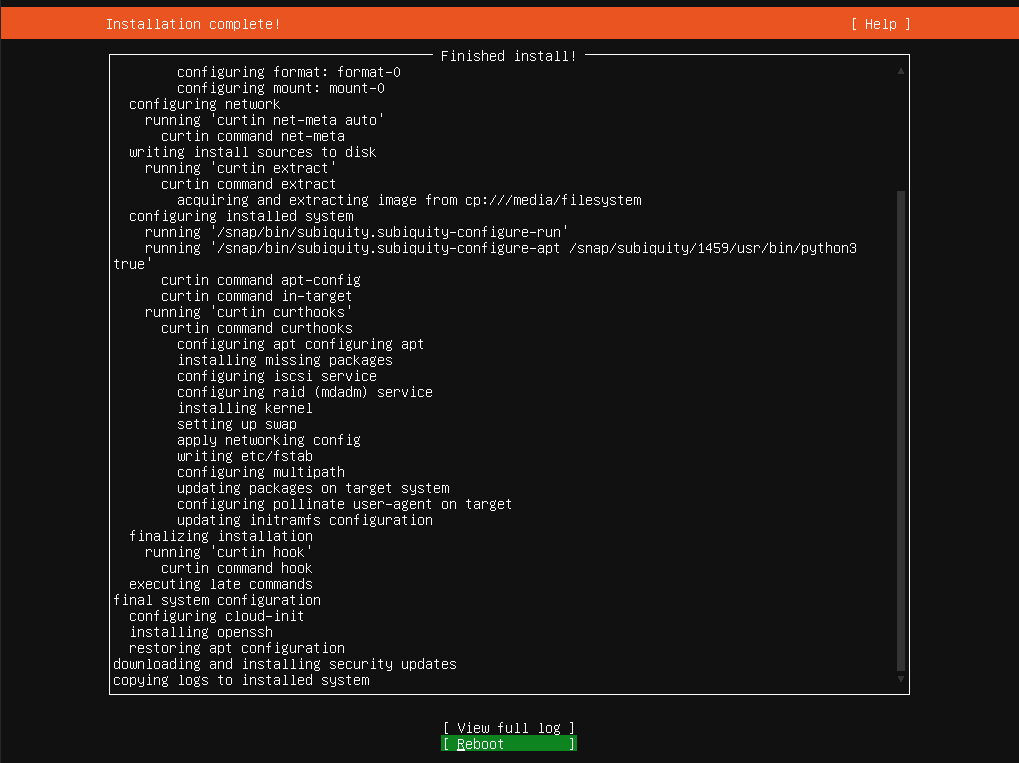 Installation complete! [ Help ]
Finished install!
configuring format: format-0
configuring mount: mount-0
configuring network
running 'curtin net-meta auto'
curtin command net-meta
writing install sources to disk
running 'curtin extract'
curtin command extract
acquiring and extracting image from cp:///media/filesystem
configuring installed system
running '/snap/bin/subiquity.subiquity-configure-run'
running '/snap/bin/subiquity.subiquity-configure-apt /snap/subiquity/1459/usr/bin/python3
true'
curtin command apt-config
curtin command in-target
running 'curtin curthooks'
curtin command curthooks
configuring apt configuring apt
installing missing packages
configuring iscsi service
configuring raid (mdadm) service
installing kernel
setting up swap
apply networking config
writing etc/fstab
configuring multipath
updating packages on target system
configuring pollinate user-agent on target
updating initramfs configuration
finalizing installation
running 'curtin hook'
curtin command hook
executing late commands
final system configuration
configuring cloud-init
installing openssh
restoring apt configuration
downloading and installing security updates
copying logs to installed system
[ View full log ]
[ Reboot ]